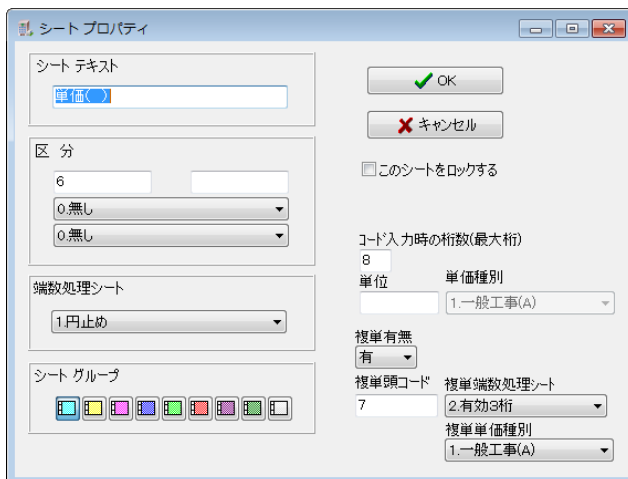 シート プロパティ
シート テキスト
単価(　)
区 分
6
0.無し
0.無し
端数処理シート
1.円止め
シート グループ
OK
キャンセル
このシートをロックする
コード入力時の桁数(最大桁)
8
単位
単価種別
1.一般工事(A)
複単有無
有
複単頭コード
7
複単端数処理シート
2.有効3桁
複単単価種別
1.一般工事(A)